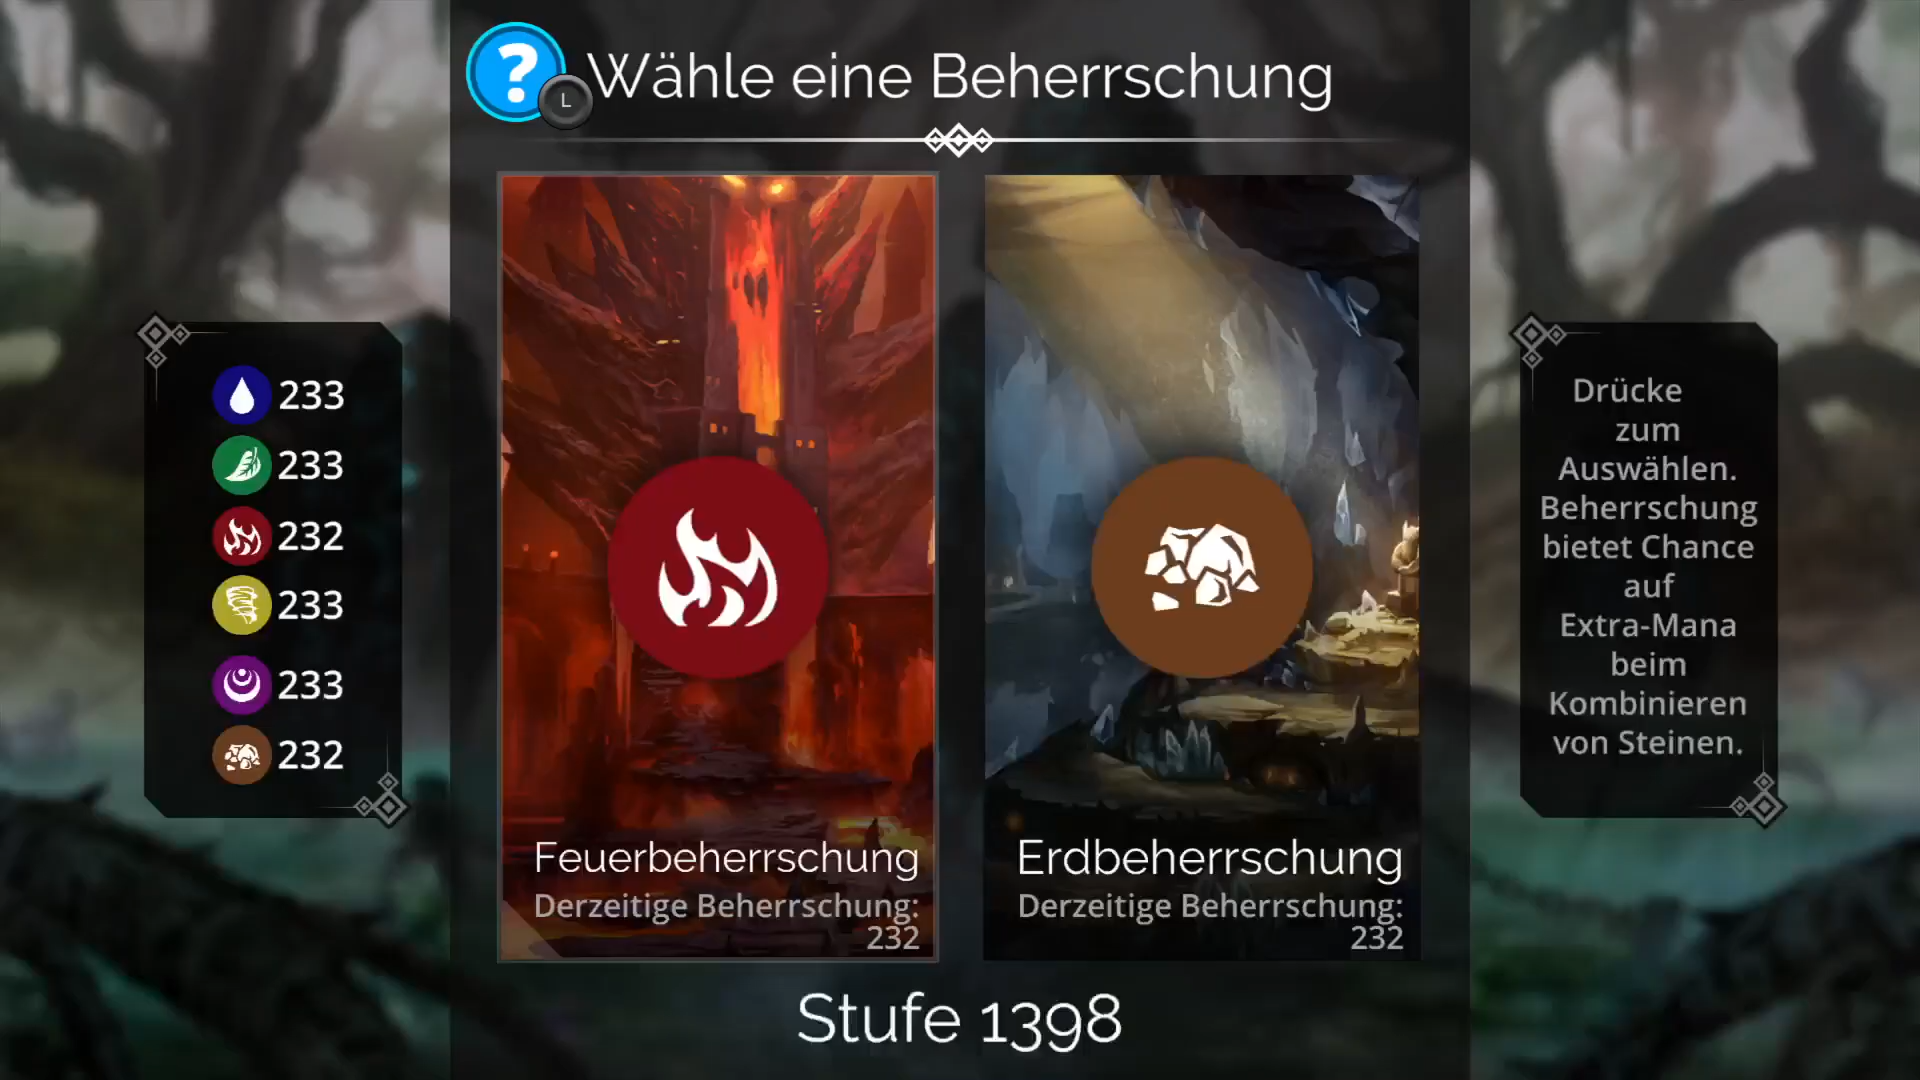 ?
L
Wähle eine Beherrschung
233
233
232
233
233
232
Feuerbeherrschung
Derzeitige Beherrschung:
232
Erdbeherrschung
Derzeitige Beherrschung:
232
Drücke
zum
Auswählen.
Beherrschung
bietet Chance
auf
Extra-Mana
beim
Kombinieren
von Steinen.
Stufe 1398